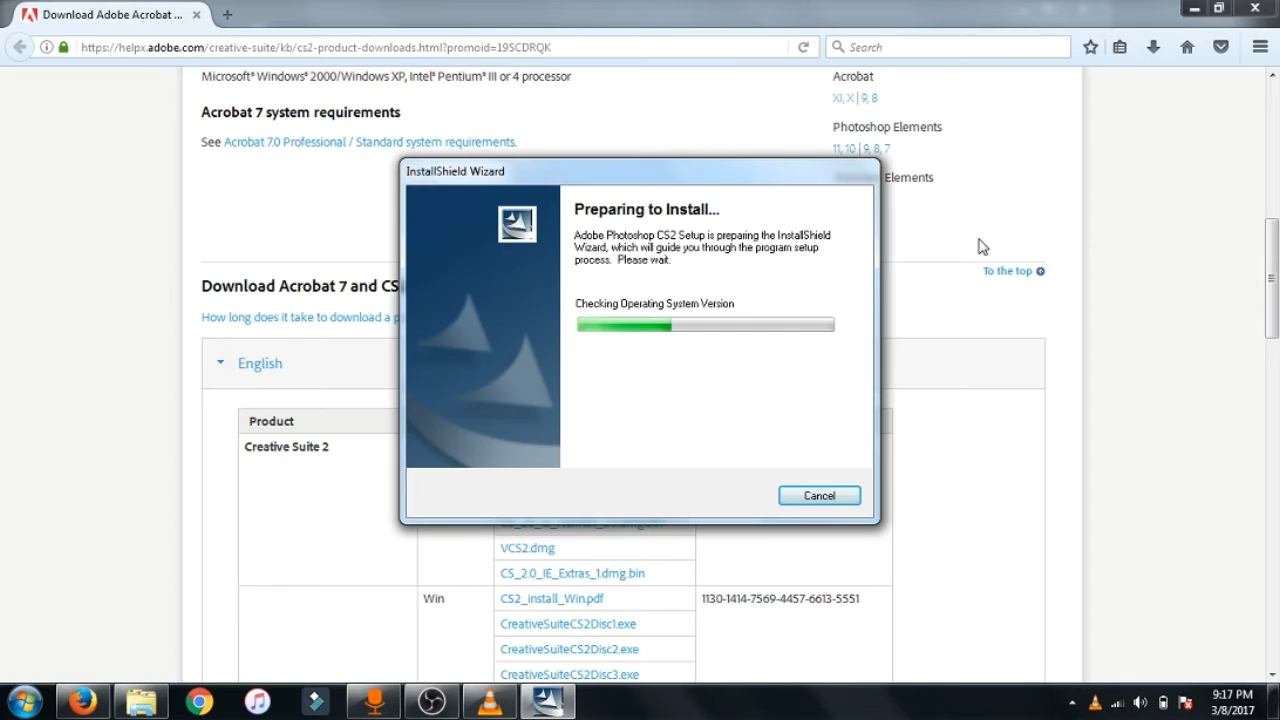 Download Adobe Acrobat ...
https://helpx.adobe.com/creative-suite/kb/cs2-product-downloads.html?promoid=19SCDRQK
Search
Microsoft® Windows® 2000/Windows XP, Intel® Pentium® III or 4 processor
Acrobat
XI, X | 9, 8
Acrobat 7 system requirements
Photoshop Elements
See Acrobat 7.0 Professional / Standard system requirements.
11, 10 | 9, 8, 7
Elements
InstallShield Wizard
Preparing to Install...
Adobe Photoshop CS2 Setup is preparing the InstallShield
Wizard, which will guide you through the program setup
process. Please wait.
To the top
Download Acrobat 7 and CS
Checking Operating System Version
How long does it take to download a
English
Product
Creative Suite 2
Cancel
VCS2.dmg
CS_2.0_IE_Extras_1.dmg.bin
Win
CS2_install_Win.pdf
1130-1414-7569-4457-6613-5551
CreativeSuiteCS2Disc1.exe
CreativeSuiteCS2Disc2.exe
CreativeSuiteCS2Disc3.exe
9:17 PM
3/8/2017